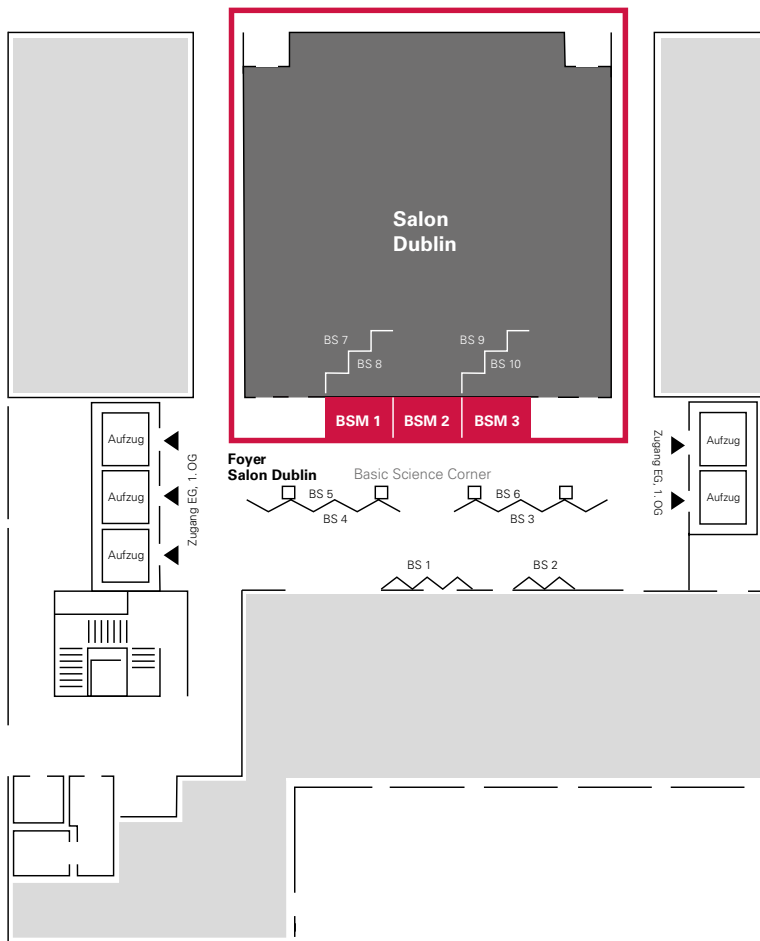 Salon
Dublin
BS 7
BS 8
BS 9
BS 10
BSM 1
BSM 2
BSM 3
Aufzug
Aufzug
Aufzug
Zugang EG, 1. OG
Zugang EG, 1. OG
Aufzug
Aufzug
Foyer
Salon Dublin
Basic Science Corner
BS 5
BS 4
BS 6
BS 3
BS 1
BS 2